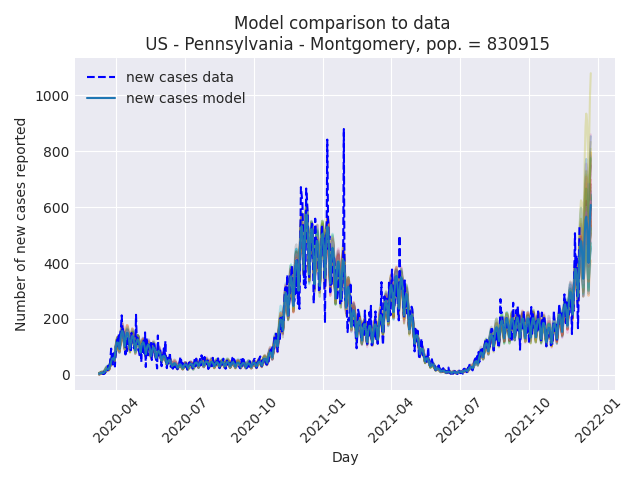 Model comparison to data
US - Pennsylvania - Montgomery, pop. = 830915
new cases data
new cases model
Number of new cases reported
1000
800
600
400
200
0
2020-04
2020-07
2020-10
2021-01
2021-04
2021-07
2021-10
2022-01
Day